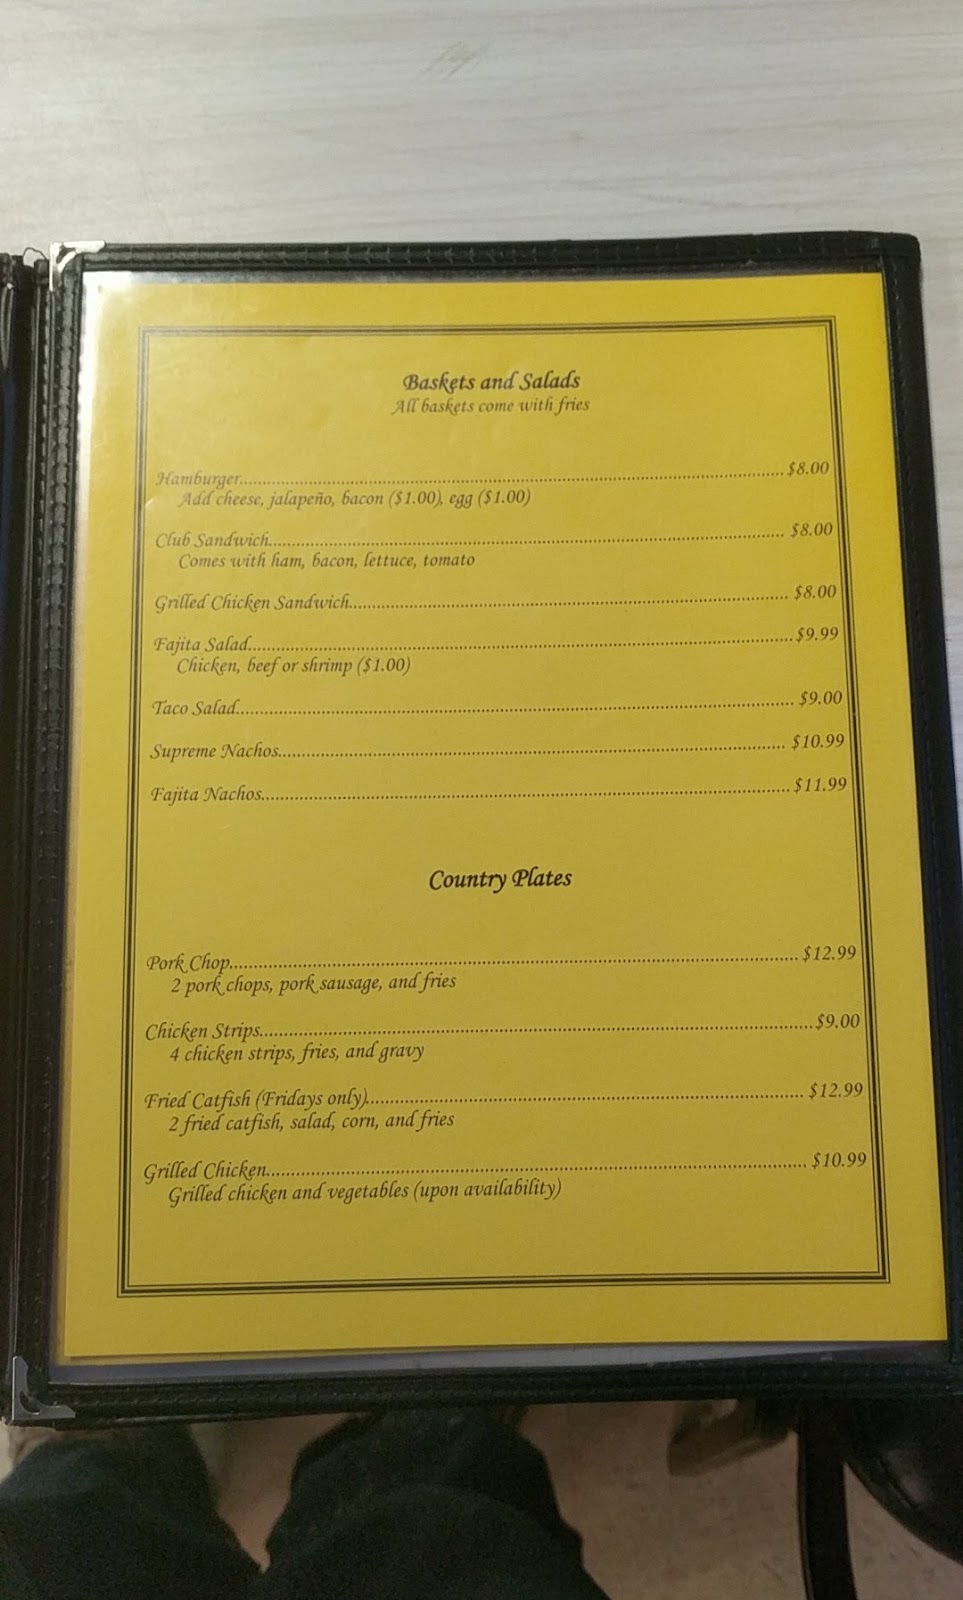 Baskets and Salads
All baskets come with fries
Hamburger.......... $8.00
Add cheese, jalapeño, bacon ($1.00), egg ($1.00)
Club Sandwich.......... $8.00
Comes with ham, bacon, lettuce, tomato
Grilled Chicken Sandwich.......... $8.00
Fajita Salad.......... $9.99
Chicken, beef or shrimp ($1.00)
Taco Salad.......... $9.00
Supreme Nachos.......... $10.99
Fajita Nachos.......... $11.99
Country Plates
Pork Chop.......... $12.99
2 pork chops, pork sausage, and fries
Chicken Strips.......... $9.00
4 chicken strips, fries, and gravy
Fried Catfish (Fridays only).......... $12.99
2 fried catfish, salad, corn, and fries
Grilled Chicken.......... $10.99
Grilled chicken and vegetables (upon availability)